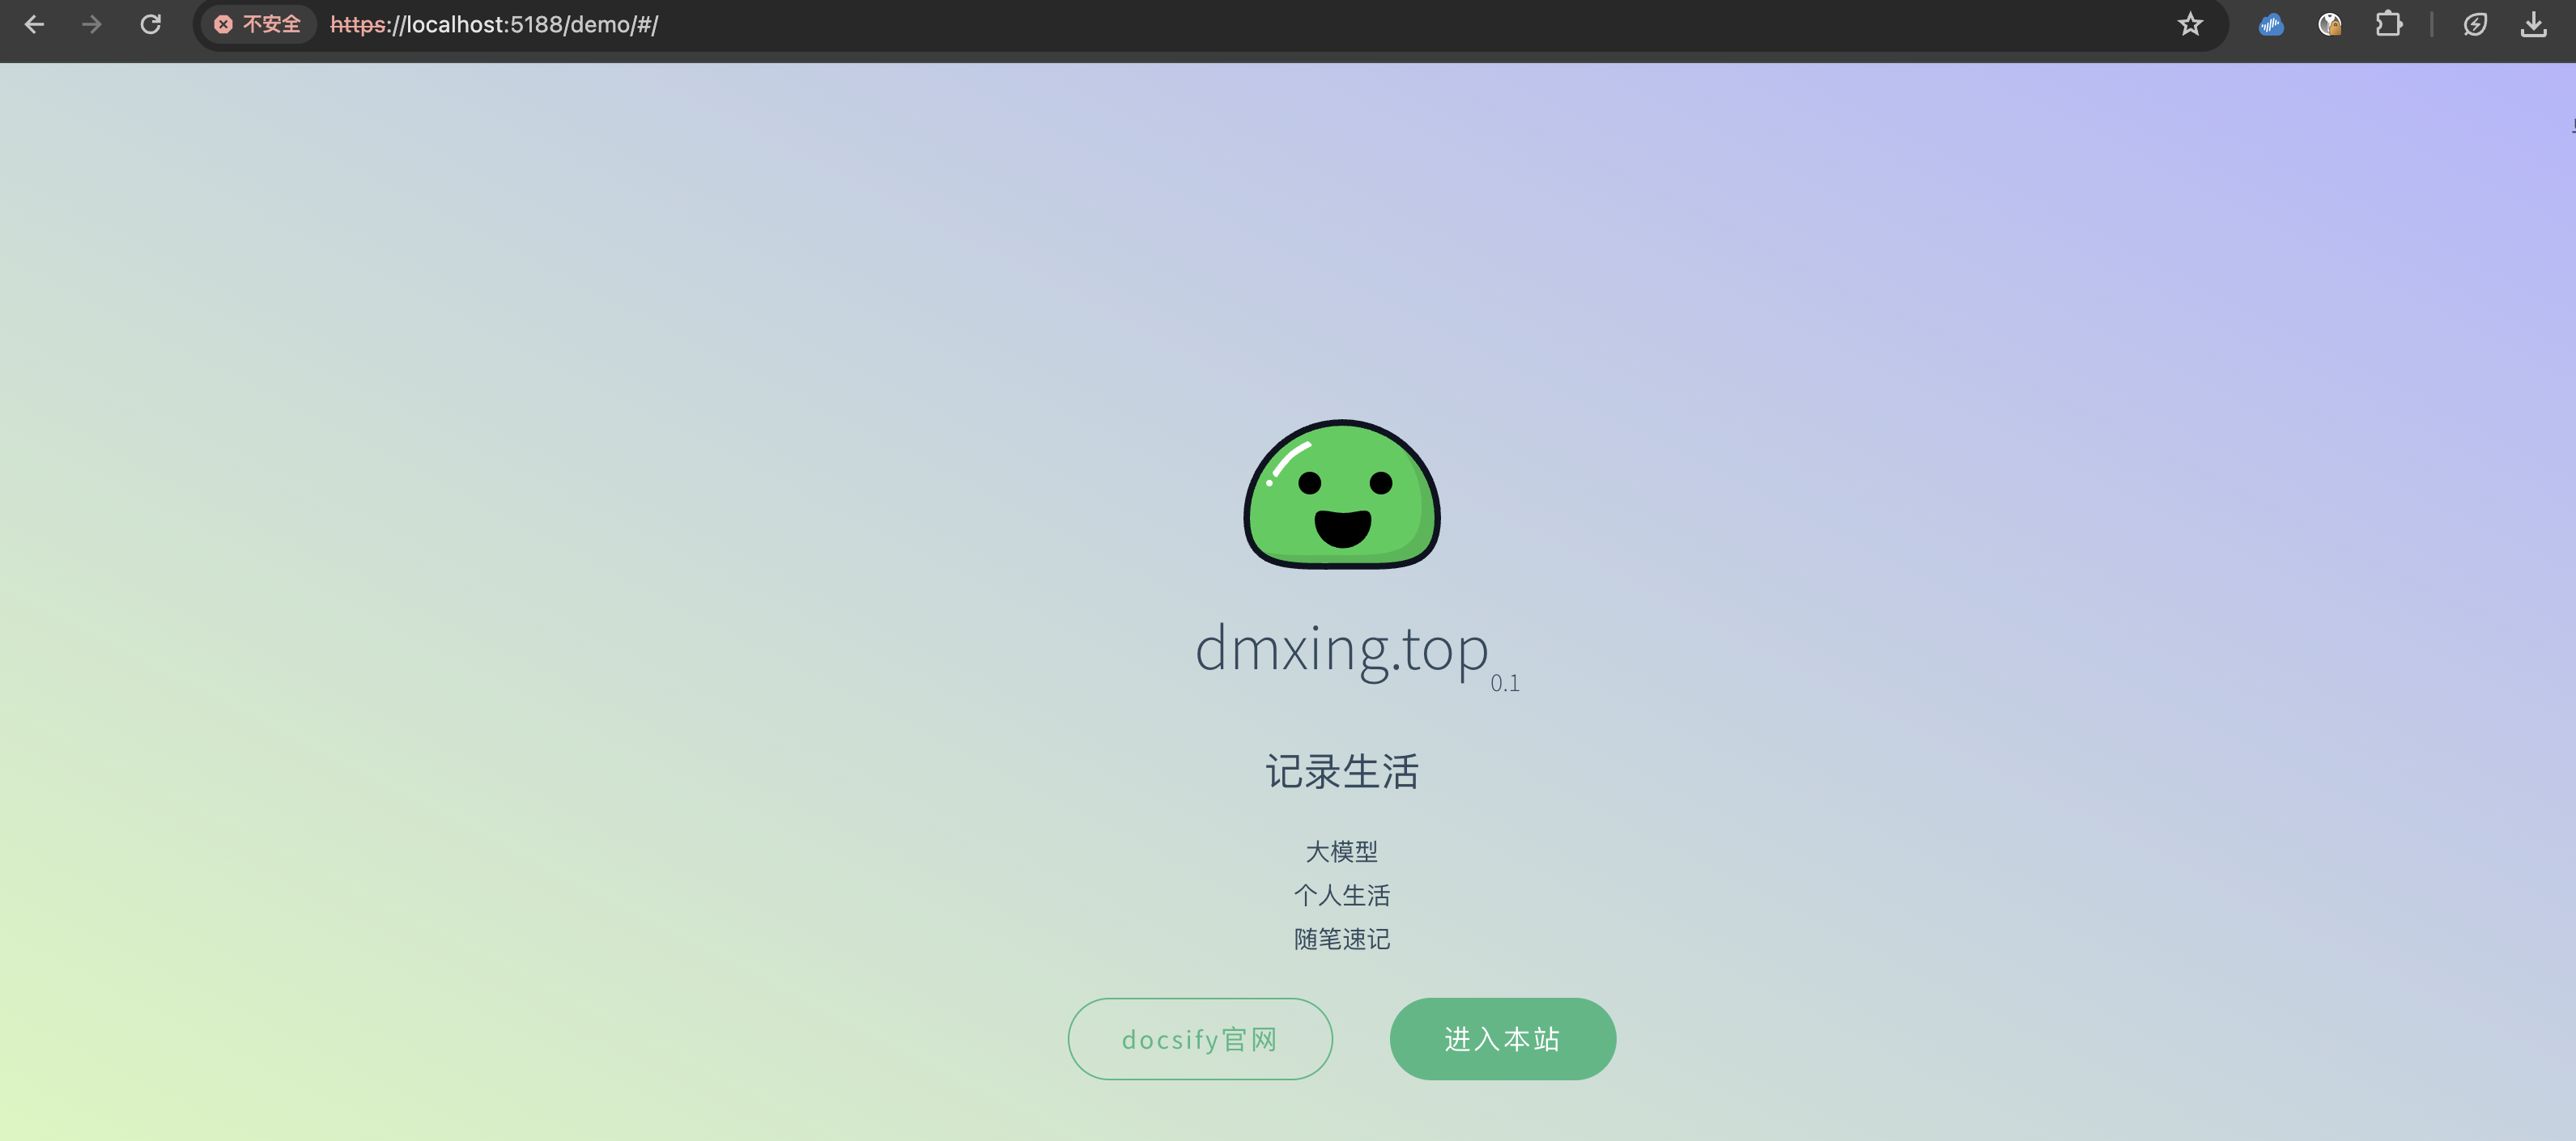 不安全 https://localhost:5188/demo/#/
dmxing.top 0.1
记录生活
大模型
个人生活
随笔速记
docsify官网 进入本站